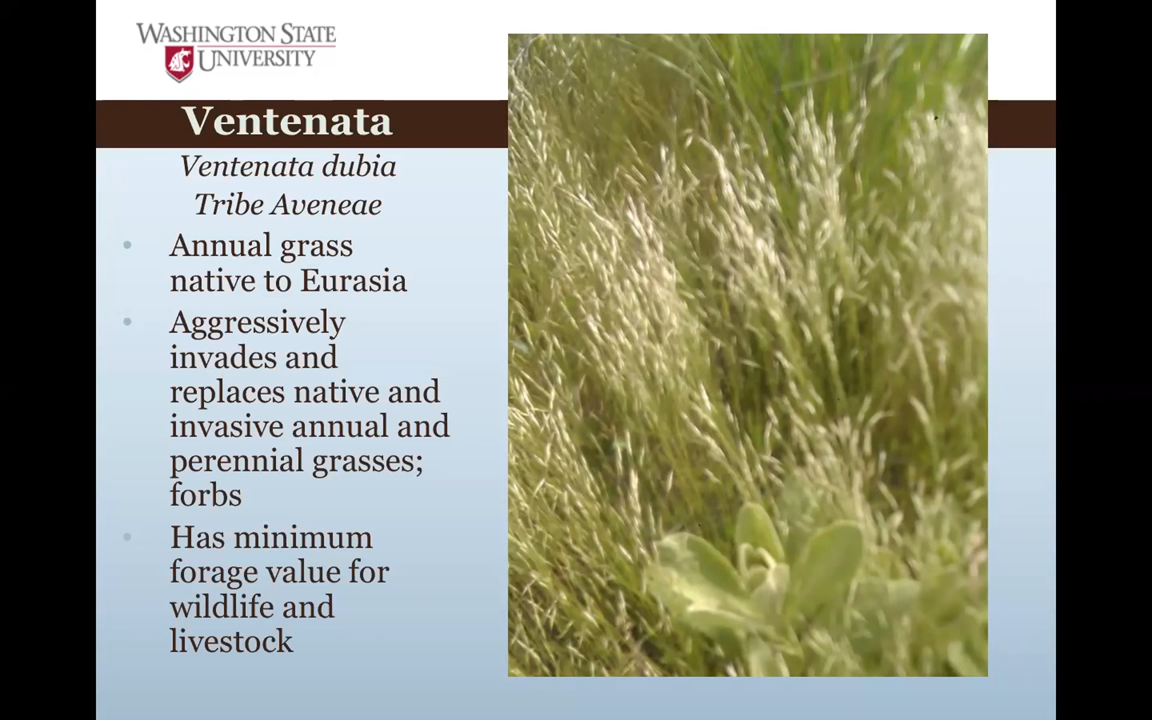 WASHINGTON STATE
UNIVERSITY
Ventenata
Ventenata dubia
Tribe Aveneae
• Annual grass
native to Eurasia
• Aggressively
invades and
replaces native and
invasive annual and
perennial grasses;
forbs
• Has minimum
forage value for
wildlife and
livestock